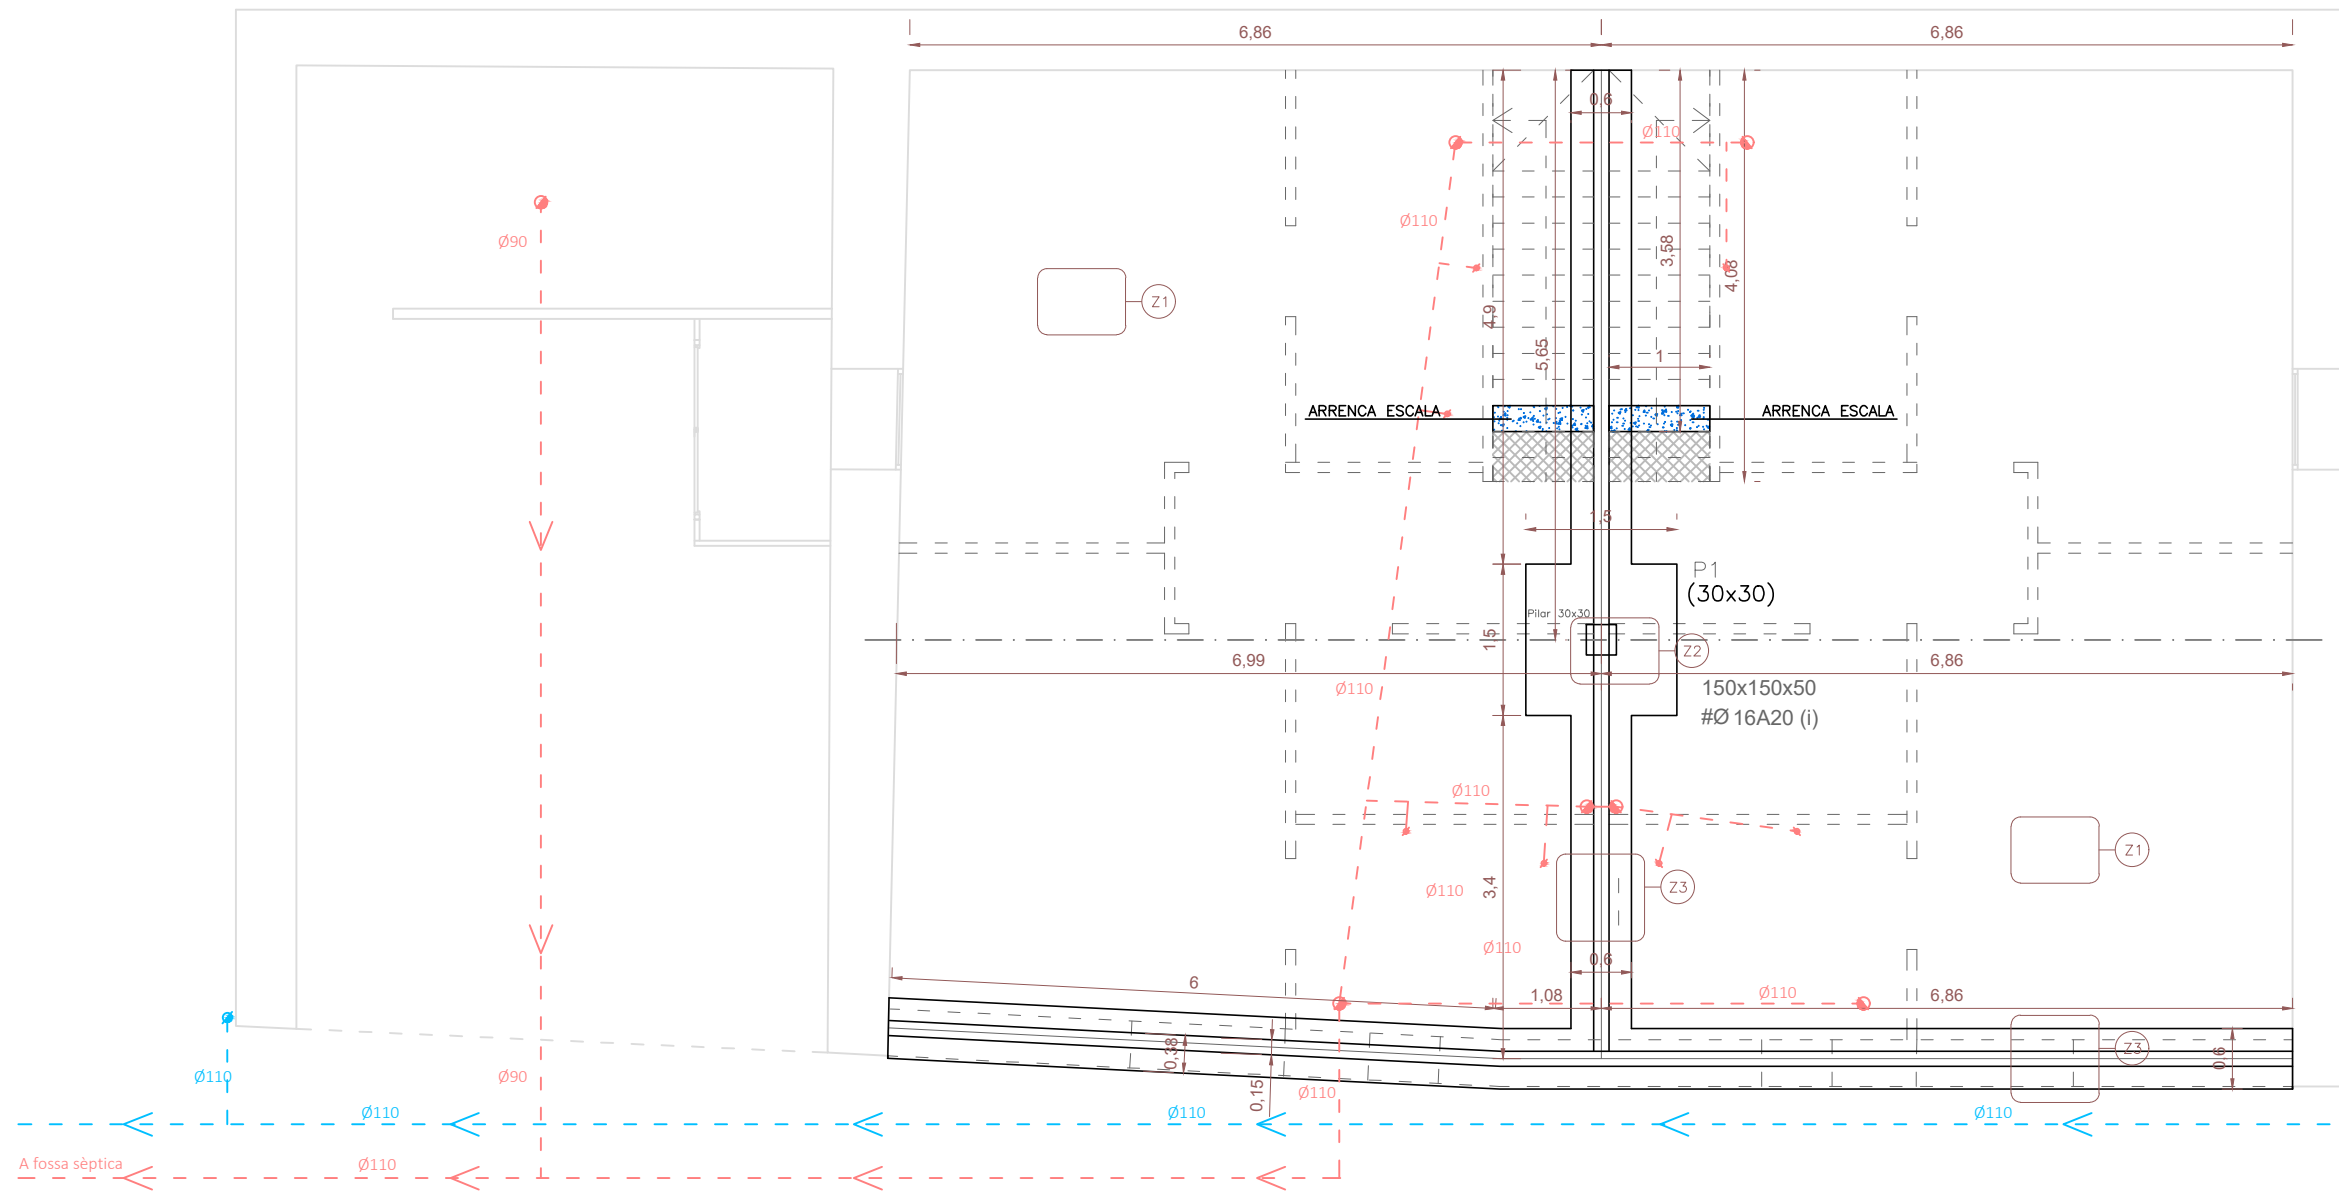 6,86
6,86
0,6
Ø110
Ø110
Ø90
3,58
4,08
Z1
4,9
5,65
1
ARRENCA ESCALA
ARRENCA ESCALA
1,5
P1
(30x30)
Pilar 30x30
1,5
Z2
6,99
6,86
Ø110
150x150x50
#Ø 16A20 (i)
Ø110
Z1
Z3
Ø110
3,4
Ø110
0,6
6
1,08
Ø110
6,86
0,38
Z3
0,6
Ø110
Ø90
0,15
Ø110
Ø110
Ø110
Ø110
A fossa sèptica
Ø110